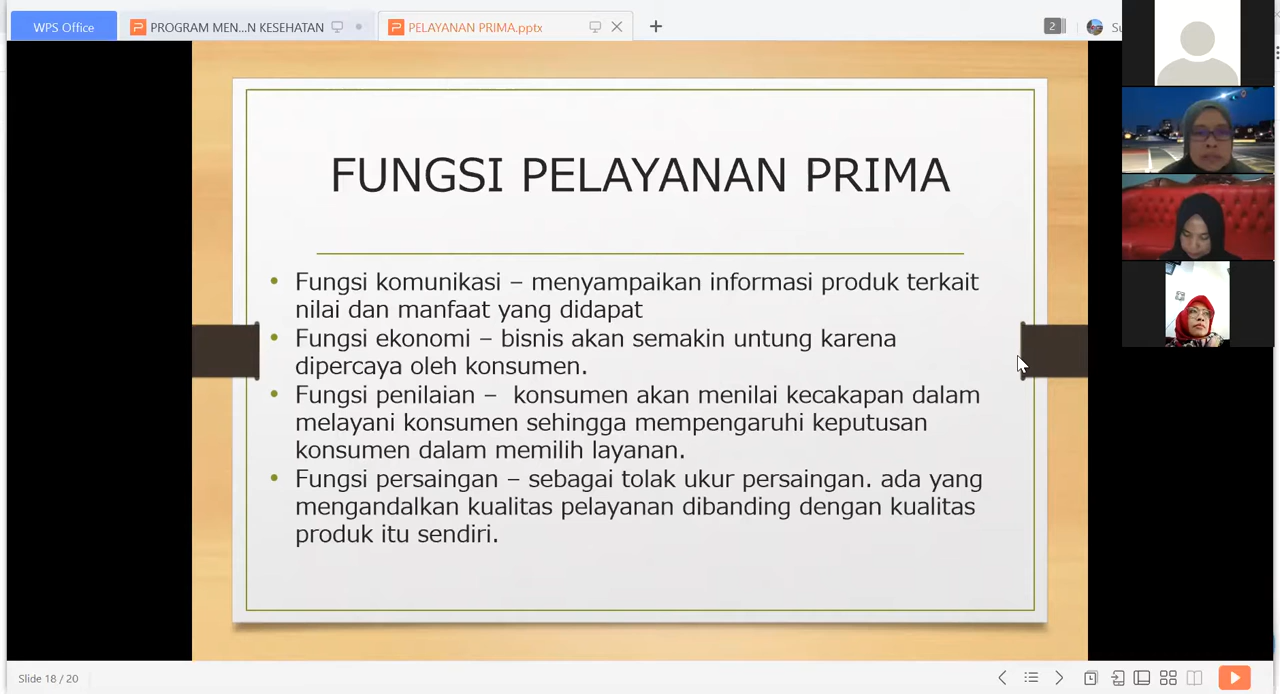 WPS Office
PROGRAM MEN...N KESEHATAN
PELAYANAN PRIMA.pptx
2
Su
FUNGSI PELAYANAN PRIMA
• Fungsi komunikasi – menyampaikan informasi produk terkait
nilai dan manfaat yang didapat
• Fungsi ekonomi – bisnis akan semakin untung karena
dipercaya oleh konsumen.
• Fungsi penilaian – konsumen akan menilai kecakapan dalam
melayani konsumen sehingga mempengaruhi keputusan
konsumen dalam memilih layanan.
• Fungsi persaingan – sebagai tolak ukur persaingan. ada yang
mengandalkan kualitas pelayanan dibanding dengan kualitas
produk itu sendiri.
Slide 18 / 20